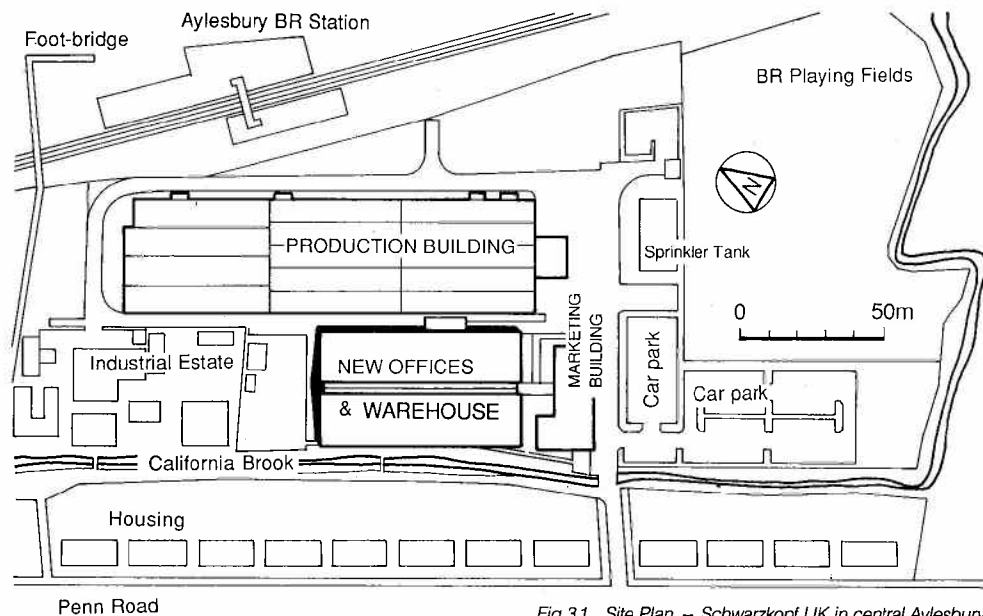 Aylesbury BR Station
Foot-bridge
BR Playing Fields
N
PRODUCTION BUILDING
Sprinkler Tank
0 50m
MARKETING
BUILDING
Industrial Estate
NEW OFFICES
& WAREHOUSE
Car park
Car park
California Brook
Housing
Penn Road
Fig 3.1 Site Plan – Schwarzkopf UK in central Aylesbury